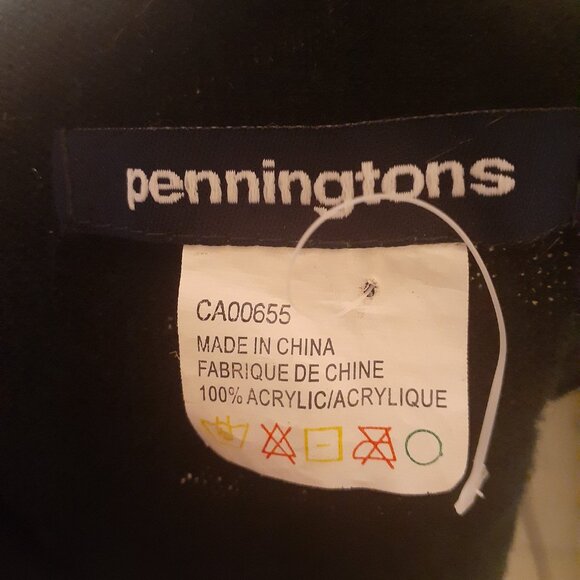 penningtons
CA00655
MADE IN CHINA
FABRIQUE DE CHINE
100% ACRYLIC/ACRYLIQUE